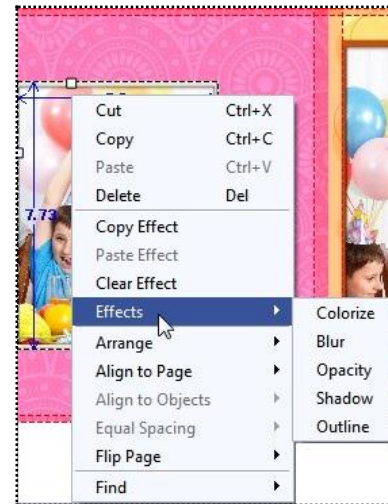 7.73
Cut Ctrl+X
Copy Ctrl+C
Paste Ctrl+V
Delete Del
Copy Effect
Paste Effect
Clear Effect
Effects
Arrange
Align to Page
Align to Objects
Equal Spacing
Flip Page
Find
Colorize
Blur
Opacity
Shadow
Outline